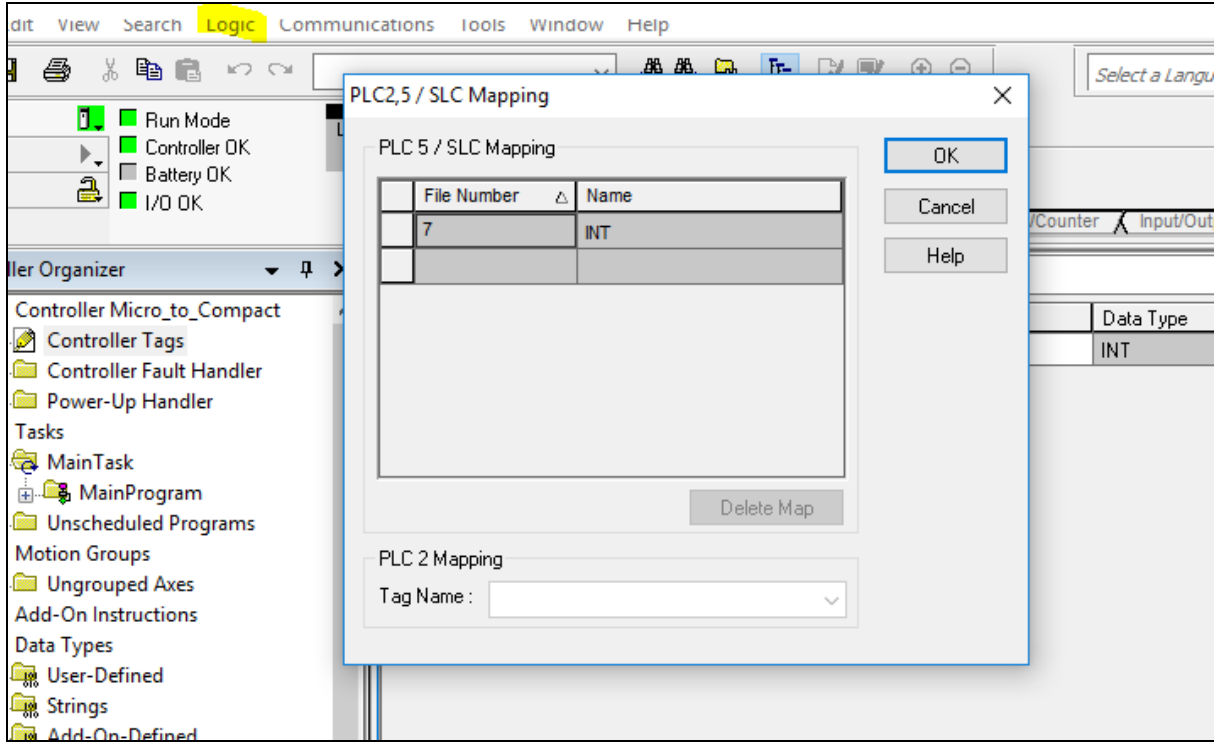 dit View Search Logic Communications Tools Window Help
Select a Langu
PLC2,5 / SLC Mapping
Run Mode
Controller OK
Battery OK
I/O OK
PLC 5 / SLC Mapping
File Number Name
7 INT
OK
Cancel
Help
Delete Map
PLC 2 Mapping
Tag Name :
/Counter Input/Out
Data Type
INT
ller Organizer
Controller Micro_to_Compact
Controller Tags
Controller Fault Handler
Power-Up Handler
Tasks
MainTask
MainProgram
Unscheduled Programs
Motion Groups
Ungrouped Axes
Add-On Instructions
Data Types
User-Defined
Strings
Add-On-Defined